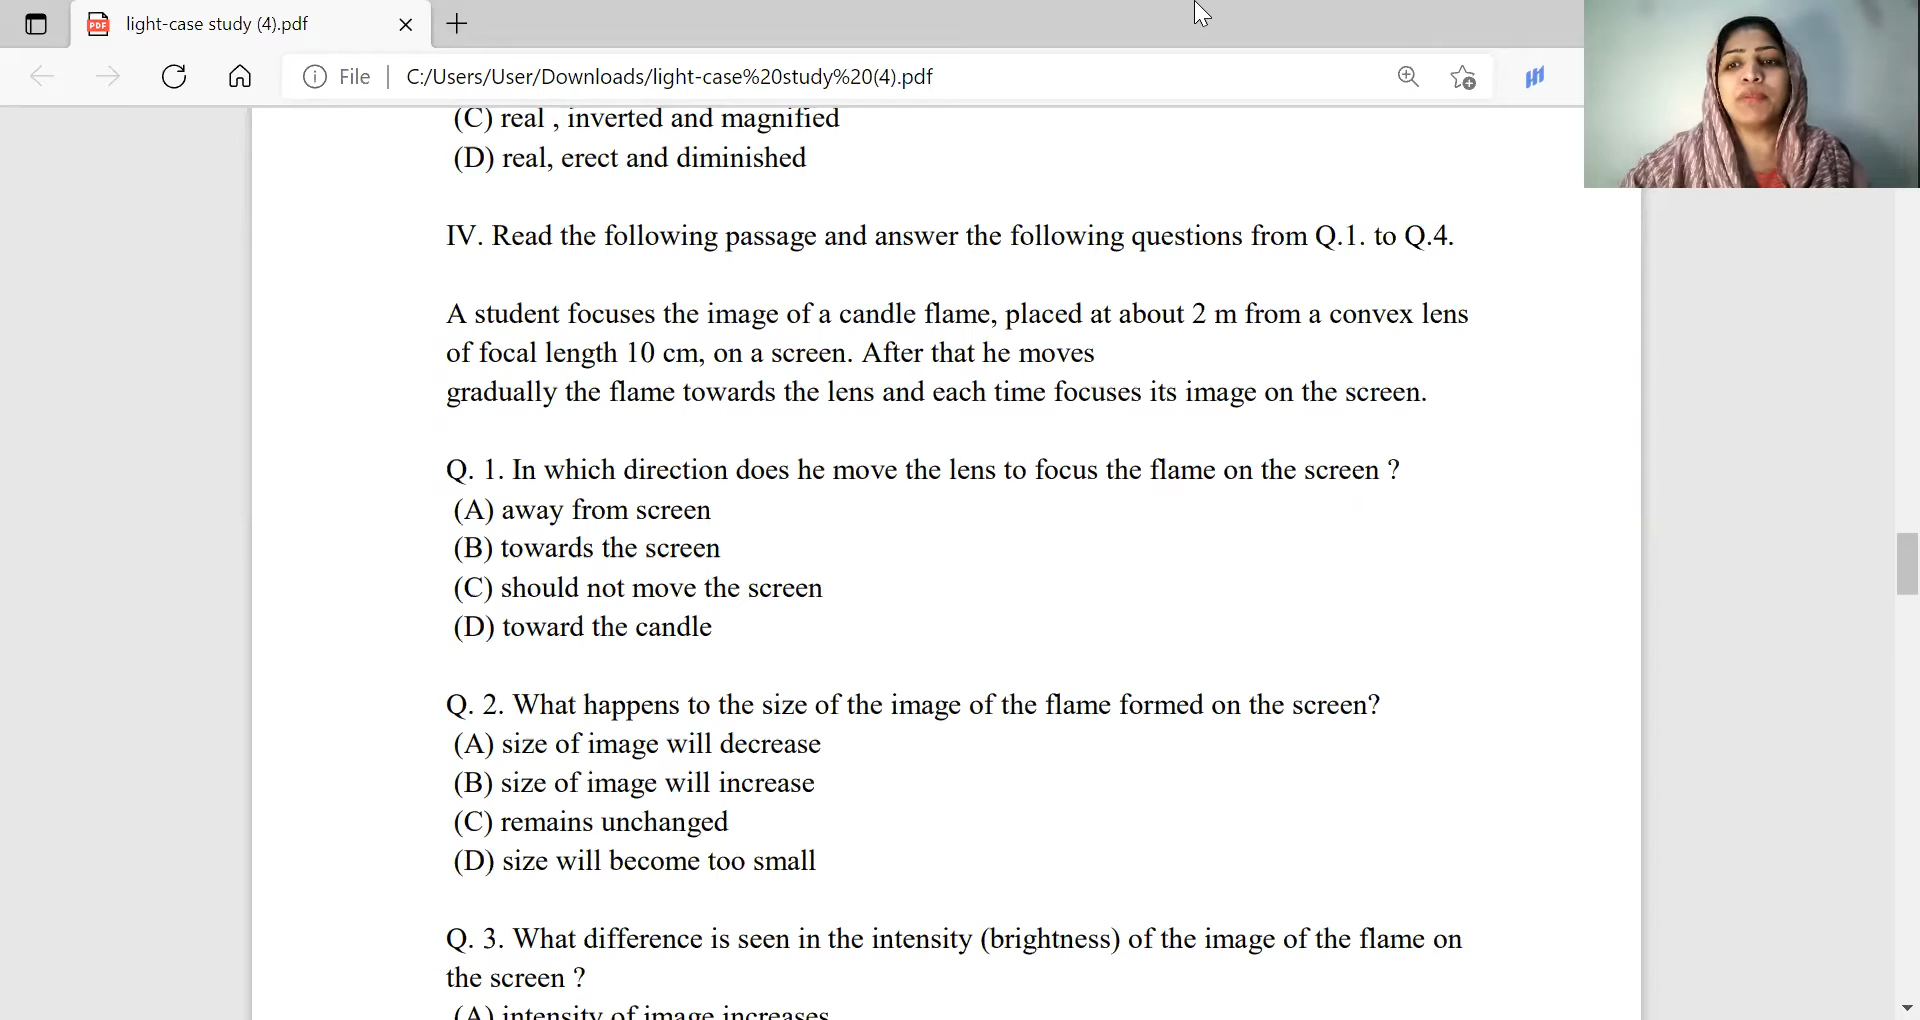 light-case study (4).pdf
PDF
File | C:/Users/User/Downloads/light-case%20study%20(4).pdf
(C) real , inverted and magnified
(D) real, erect and diminished
IV. Read the following passage and answer the following questions from Q.1. to Q.4.
A student focuses the image of a candle flame, placed at about 2 m from a convex lens
of focal length 10 cm, on a screen. After that he moves
gradually the flame towards the lens and each time focuses its image on the screen.
Q. 1. In which direction does he move the lens to focus the flame on the screen ?
(A) away from screen
(B) towards the screen
(C) should not move the screen
(D) toward the candle
Q. 2. What happens to the size of the image of the flame formed on the screen?
(A) size of image will decrease
(B) size of image will increase
(C) remains unchanged
(D) size will become too small
Q. 3. What difference is seen in the intensity (brightness) of the image of the flame on
the screen ?
(A) intensity of image increases